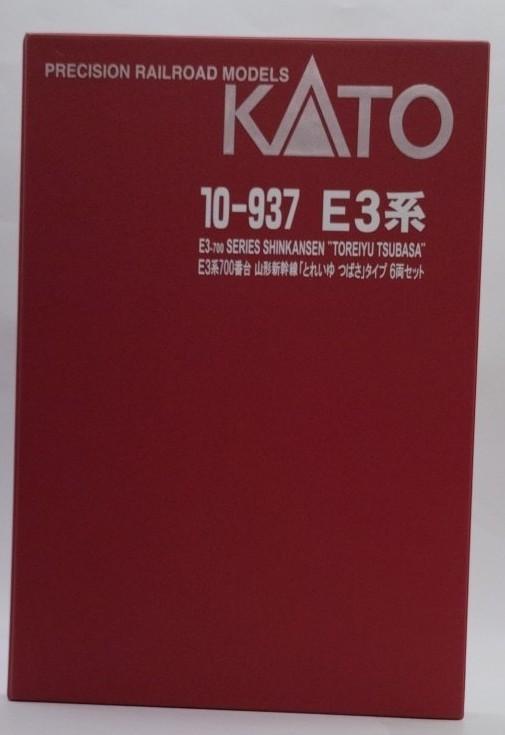 PRECISION RAILROAD MODELS
KATO
10-937 E3系
E3-700 SERIES SHINKANSEN "TOREIYU TSUBASA"
E3系700番台 山形新幹線「とれいゆ つばさ」タイプ 6両セット